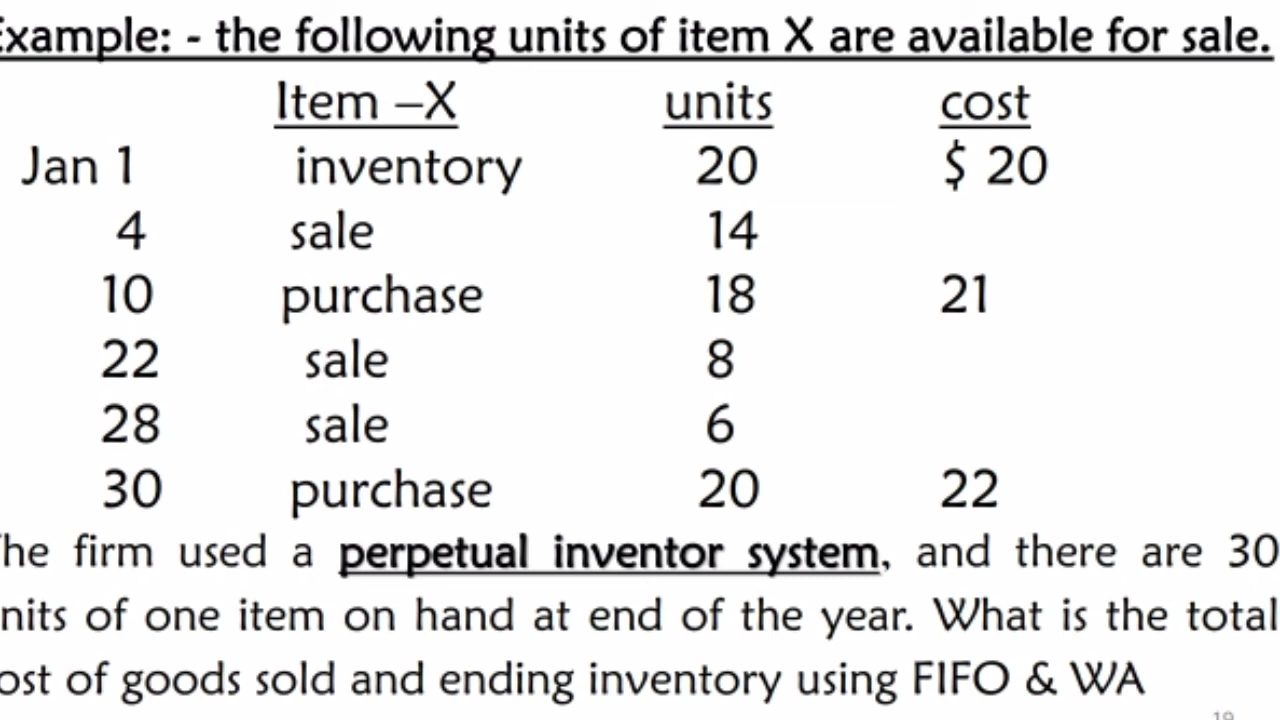 Example: - the following units of item X are available for sale.
Item –X units cost
Jan 1 inventory 20 $ 20
4 sale 14
10 purchase 18 21
22 sale 8
28 sale 6
30 purchase 20 22
The firm used a perpetual inventor system, and there are 30
nits of one item on hand at end of the year. What is the total
ost of goods sold and ending inventory using FIFO & WA
19